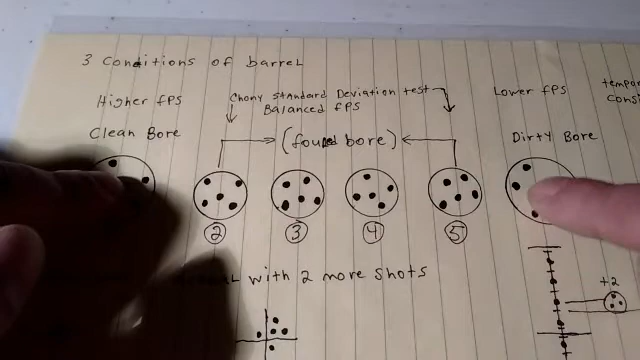 3 Conditions of barrel
Higher fps
Clean Bore
Chony Standard Deviation test
Balanced fps
(fouled bore)
Lower fps
Dirty Bore
2
3
4
5
with 2 more shots
+2